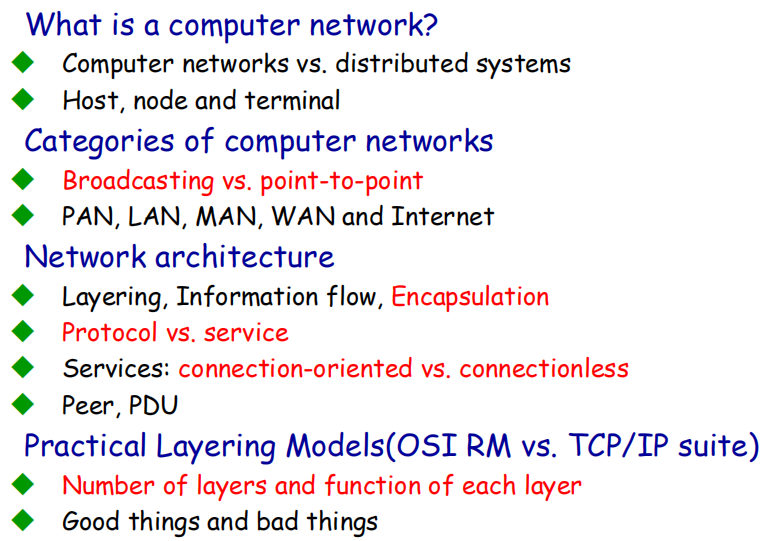 What is a computer network?
Computer networks vs. distributed systems
Host, node and terminal
Categories of computer networks
Broadcasting vs. point-to-point
PAN, LAN, MAN, WAN and Internet
Network architecture
Layering, Information flow, Encapsulation
Protocol vs. service
Services: connection-oriented vs. connectionless
Peer, PDU
Practical Layering Models(OSI RM vs. TCP/IP suite)
Number of layers and function of each layer
Good things and bad things